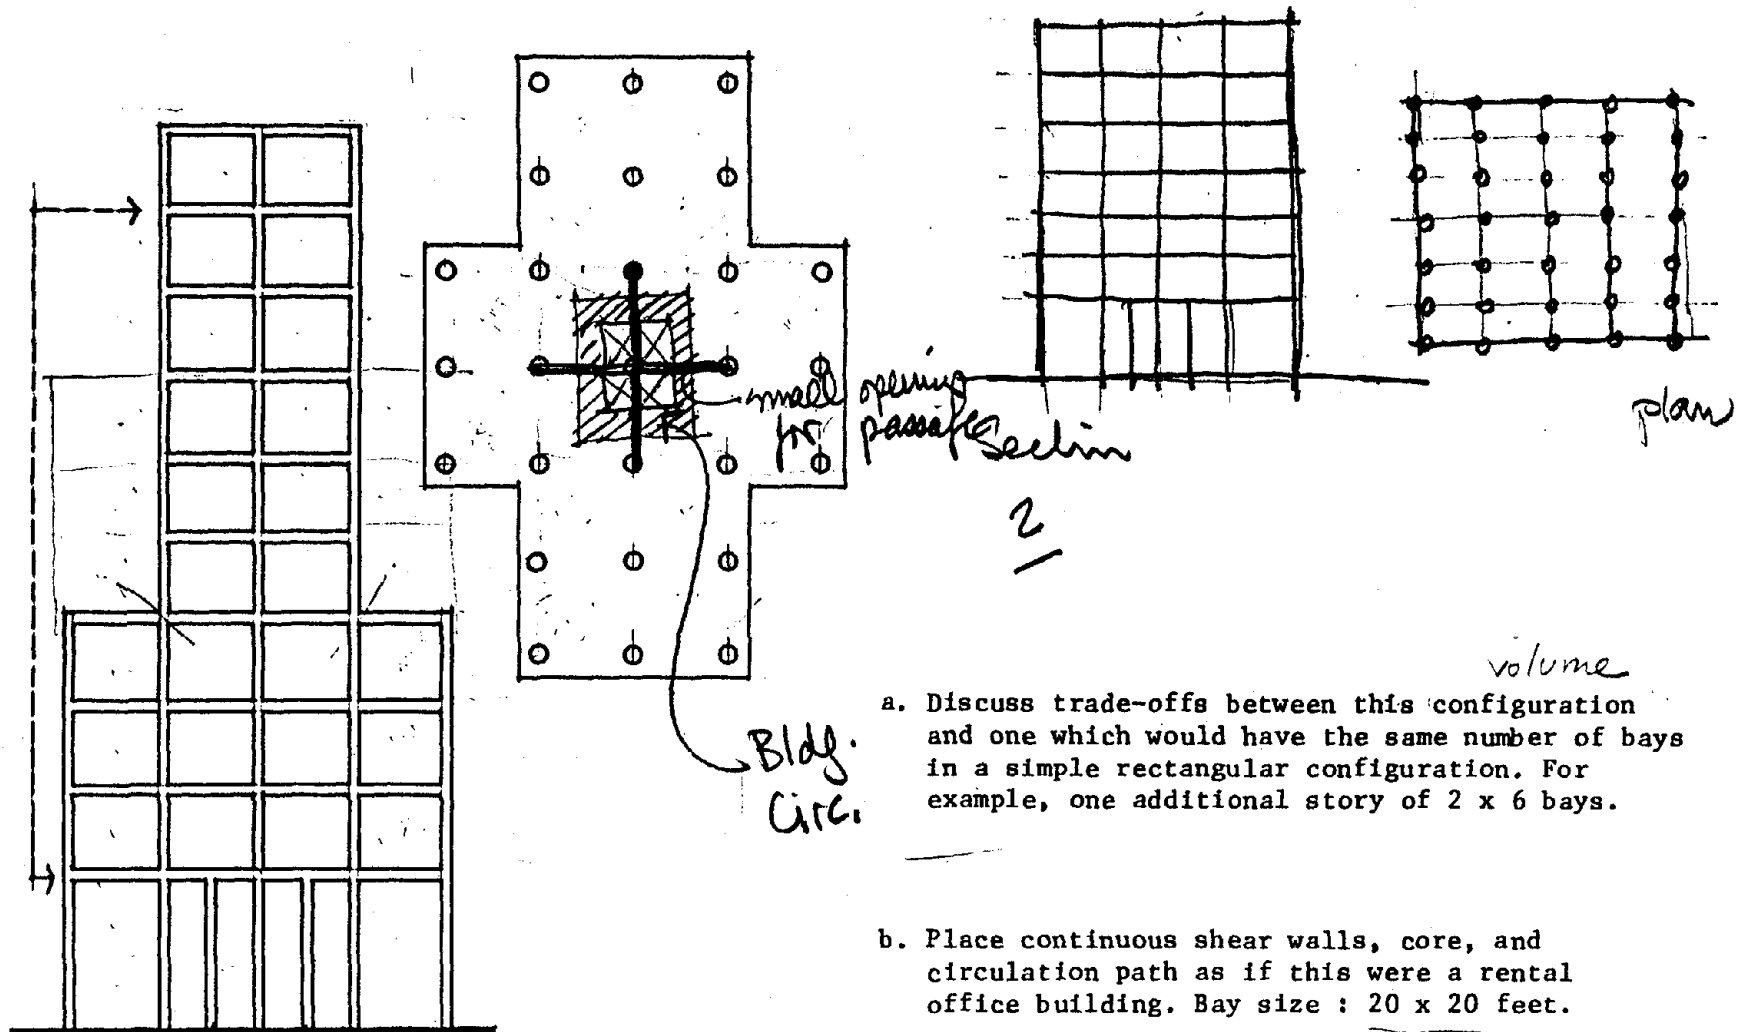 small opening
for passage
Section
2
plan
Bldg.
Circ.
volume
a. Discuss trade-offs between this configuration
and one which would have the same number of bays
in a simple rectangular configuration. For
example, one additional story of 2 x 6 bays.
b. Place continuous shear walls, core, and
circulation path as if this were a rental
office building. Bay size : 20 x 20 feet.